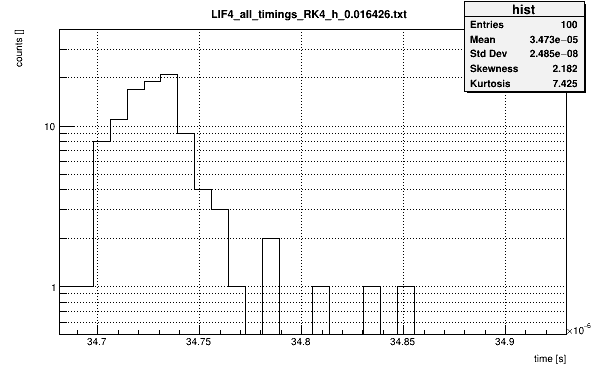 LIF4_all_timings_RK4_h_0.016426.txt
hist
Entries 100
Mean 3.473e−05
Std Dev 2.485e−08
Skewness 2.182
Kurtosis 7.425
counts []
10
1
34.7 34.75 34.8 34.85 34.9
×10⁻⁶
time [s]